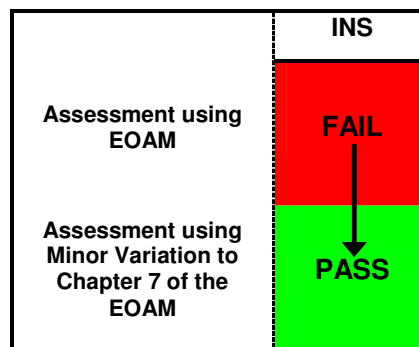 INS
Assessment using
EOAM
FAIL
Assessment using
Minor Variation to
Chapter 7 of the
EOAM
PASS